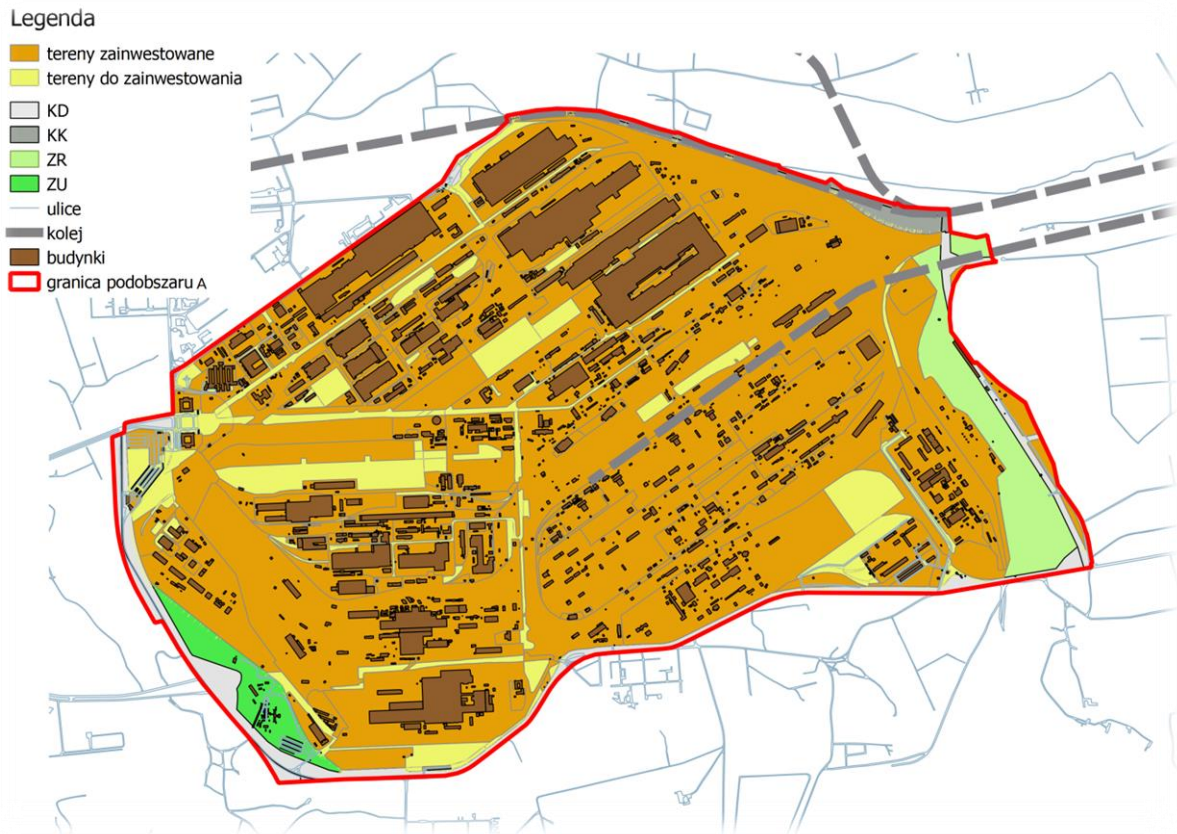 Legenda
tereny zainwestowane
tereny do zainwestowania
KD
KK
ZR
ZU
ulice
kolej
budynki
granica podobszaru A